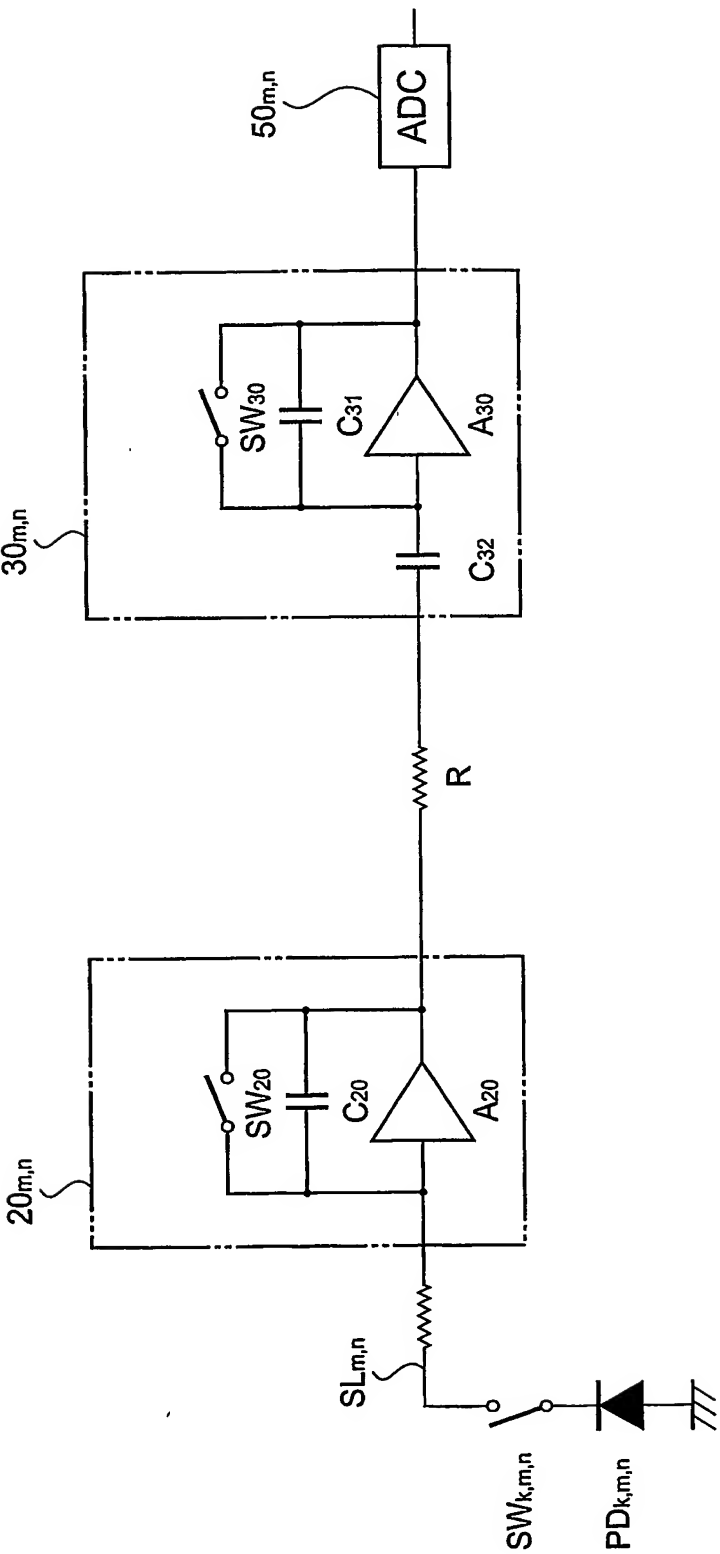 20m,n
SW20
C20
A20
SLm,n
SWk,m,n
PDk,m,n
R
30m,n
SW30
C31
A30
C32
50m,n
ADC